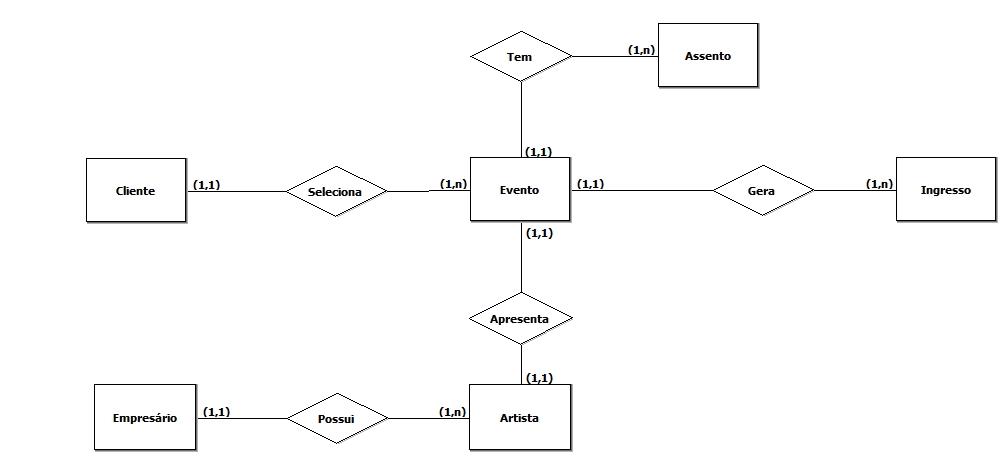 Tem
(1,n)
Assento
(1,1)
Cliente
(1,1)
Seleciona
(1,n)
Evento
(1,1)
Gera
(1,n)
Ingresso
(1,1)
Apresenta
(1,1)
Empresário
(1,1)
Possui
(1,n)
Artista